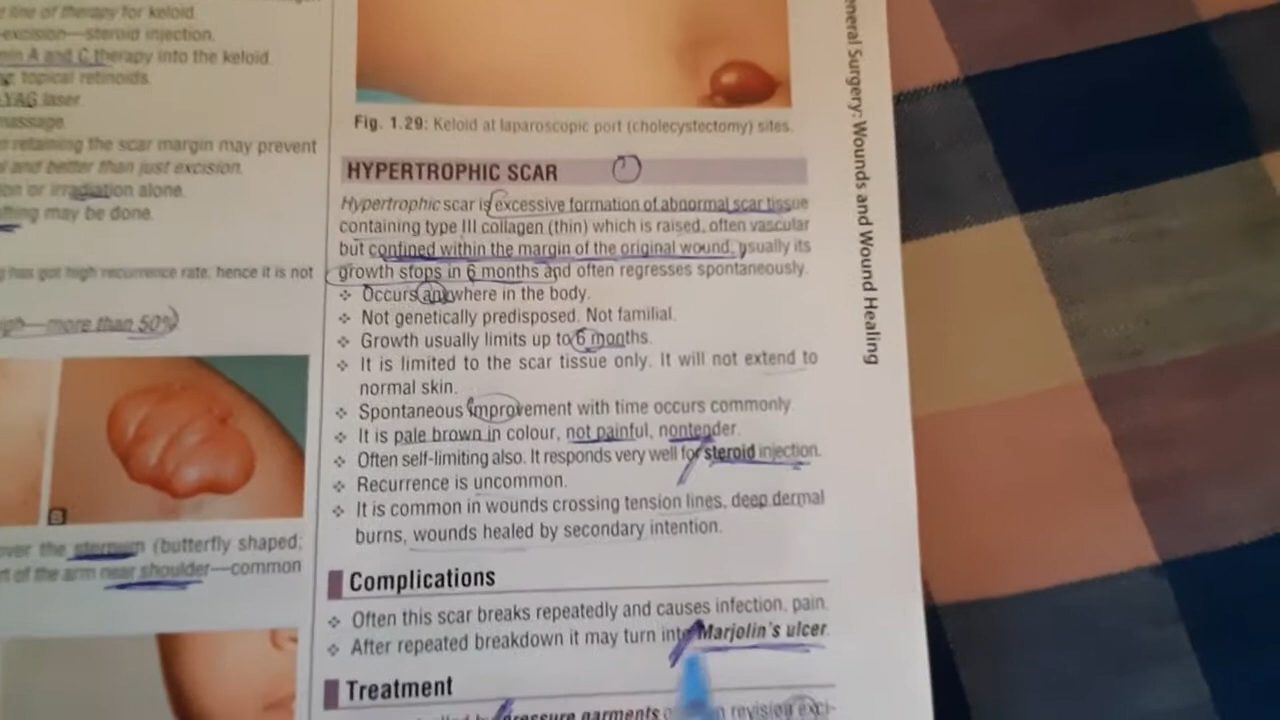 line of therapy for keloid.
excision—steroid injection.
A and C therapy into the keloid.
topical retinoids.
YAG laser.
massage.
retaining the scar margin may prevent
and better than just excision.
or irradiation alone.
may be done.
has got high recurrence rate, hence it is not
—more than 50%
B
over the sternum (butterfly shaped;
of the arm near shoulder—common
Fig. 1.29: Keloid at laparoscopic port (cholecystectomy) sites.
HYPERTROPHIC SCAR
Hypertrophic scar is excessive formation of abnormal scar tissue
containing type III collagen (thin) which is raised, often vascular
but confined within the margin of the original wound, usually its
growth stops in 6 months and often regresses spontaneously.
❖ Occurs anywhere in the body.
❖ Not genetically predisposed. Not familial.
❖ Growth usually limits up to 6 months.
❖ It is limited to the scar tissue only. It will not extend to
normal skin.
❖ Spontaneous improvement with time occurs commonly.
❖ It is pale brown in colour, not painful, nontender.
❖ Often self-limiting also. It responds very well for steroid injection.
❖ Recurrence is uncommon.
❖ It is common in wounds crossing tension lines, deep dermal
burns, wounds healed by secondary intention.
Complications
❖ Often this scar breaks repeatedly and causes infection, pain.
❖ After repeated breakdown it may turn into Marjolin's ulcer.
Treatment
pressure garments revision
General Surgery: Wounds and Wound Healing